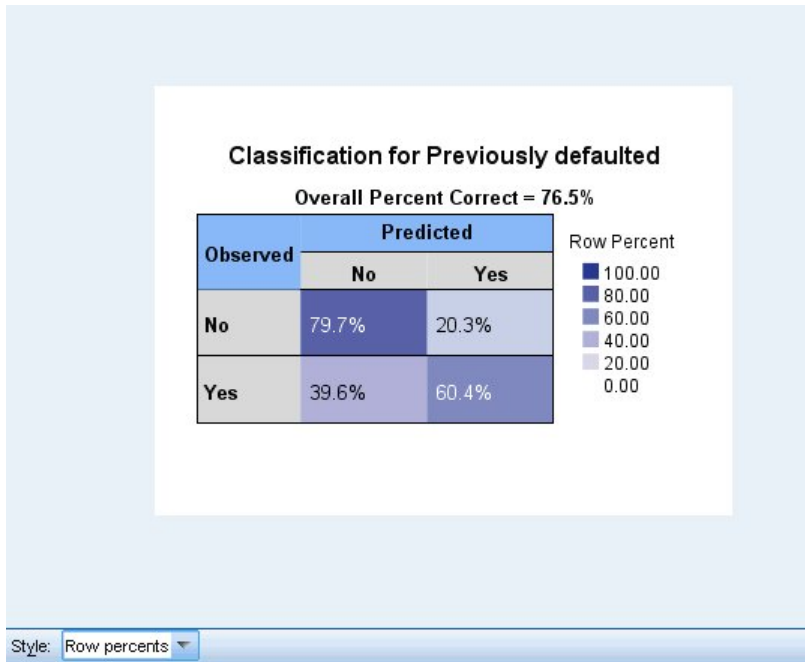 Classification for Previously defaulted
Overall Percent Correct = 76.5%
Observed
Predicted
No Yes
No 79.7% 20.3%
Yes 39.6% 60.4%
Row Percent
100.00
80.00
60.00
40.00
20.00
0.00
Style: Row percents